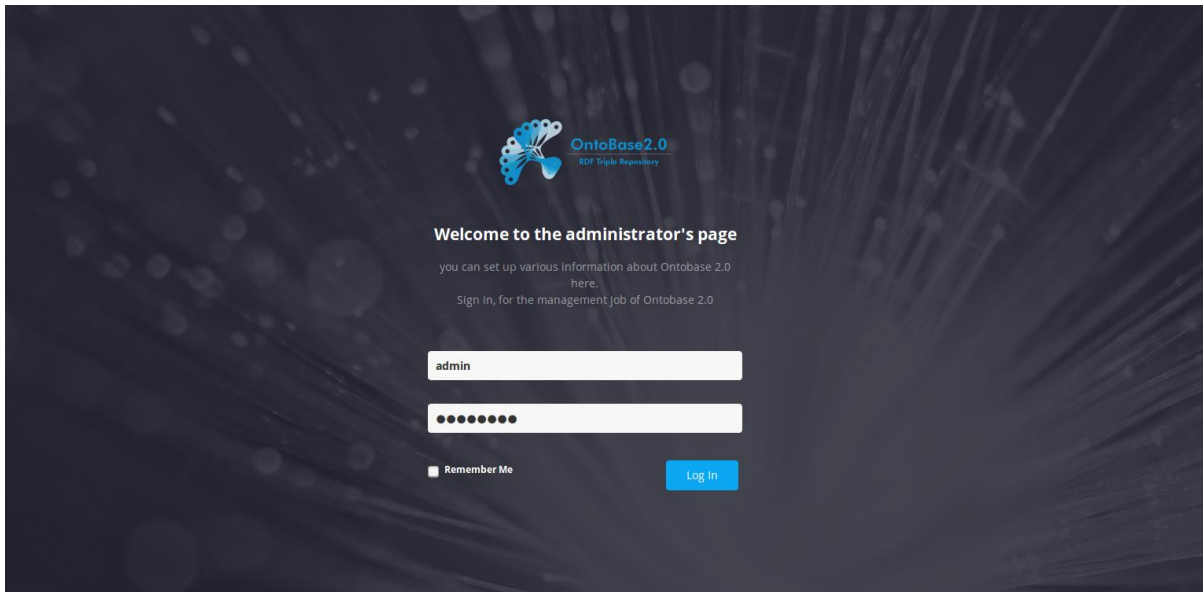 OntoBase2.0
RDF Triple Repository
Welcome to the administrator's page
you can set up various information about Ontobase 2.0
here.
Sign in, for the management job of Ontobase 2.0
admin
●●●●●●●●
Remember Me
Log In